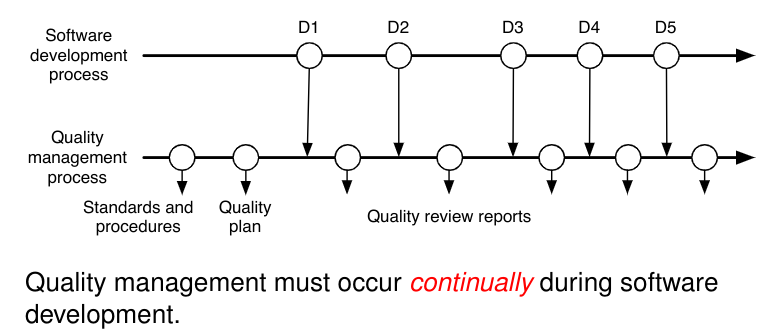 Software
development
process
D1 D2 D3 D4 D5
Quality
management
process
Standards and
procedures
Quality
plan
Quality review reports
Quality management must occur continually during software
development.